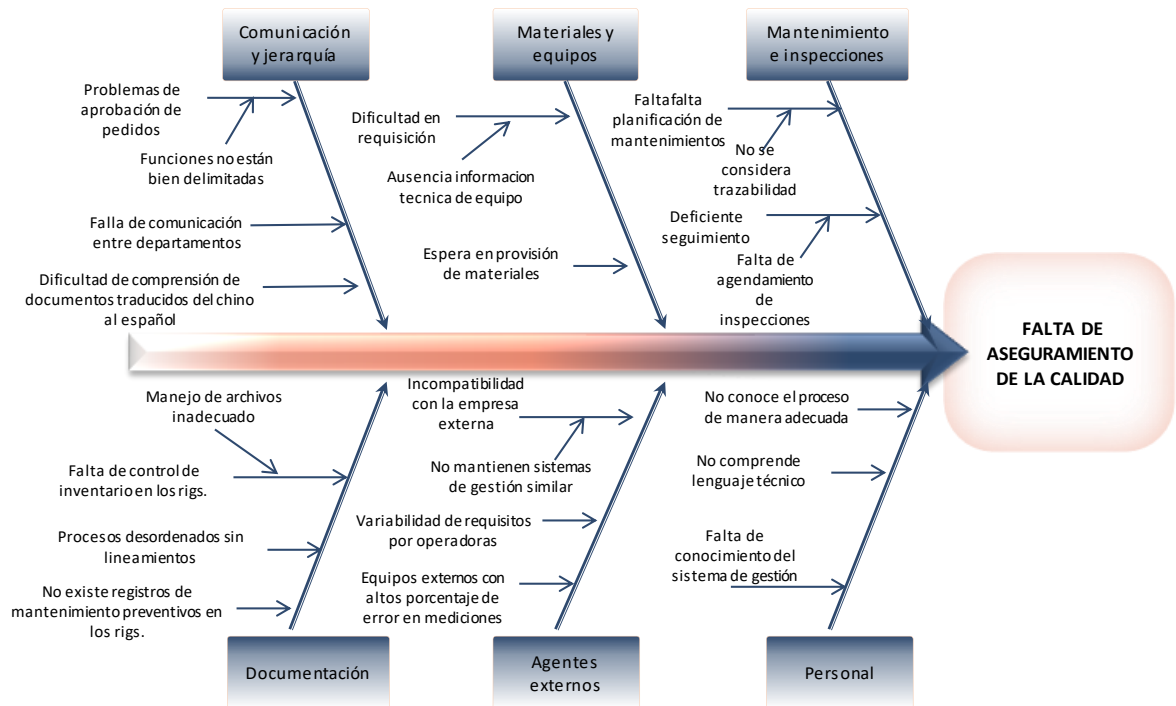 Comunicación
y jerarquía
Materiales y
equipos
Mantenimiento
e inspecciones
Problemas de
aprobación de
pedidos
Funciones no están
bien delimitadas
Falla de comunicación
entre departamentos
Dificultad de comprensión de
documentos traducidos del chino
al español
Dificultad en
requisición
Ausencia informacion
tecnica de equipo
Espera en provisión
de materiales
Faltafalta
planificación de
mantenimientos
No se
considera
trazabilidad
Deficiente
seguimiento
Falta de
agendamiento
de
inspecciones
FALTA DE
ASEGURAMIENTO
DE LA CALIDAD
Manejo de archivos
inadecuado
Falta de control de
inventario en los rigs.
Procesos desordenados sin
lineamientos
No existe registros de
mantenimiento preventivos en
los rigs.
Incompatibilidad
con la empresa
externa
No mantienen sistemas
de gestión similar
Variabilidad de requisitos
por operadoras
Equipos externos con
altos porcentaje de
error en mediciones
No conoce el proceso
de manera adecuada
No comprende
lenguaje técnico
Falta de
conocimiento del
sistema de gestión
Documentación
Agentes
externos
Personal